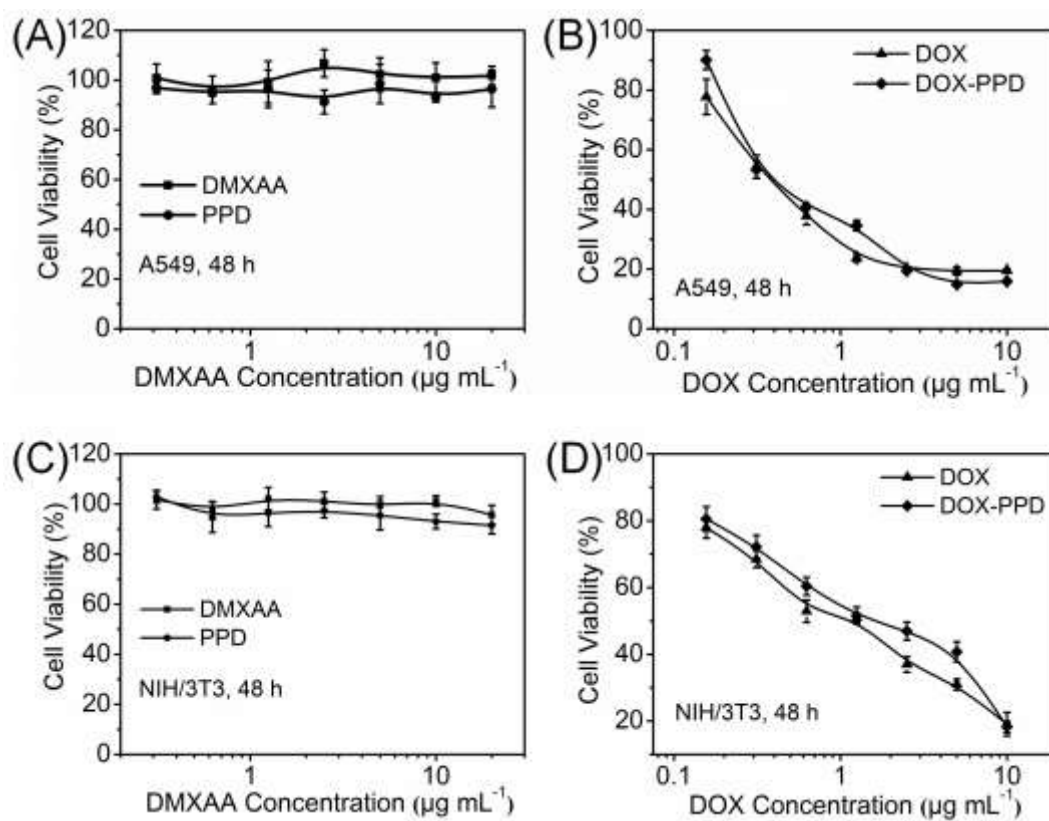 (A)
120
100
80
60
40
20
0
Cell Viability (%)
DMXAA
PPD
A549, 48 h
1
10
DMXAA Concentration (µg mL⁻¹)
(B)
100
80
60
40
20
0
Cell Viability (%)
DOX
DOX-PPD
A549, 48 h
0.1
1
10
DOX Concentration (µg mL⁻¹)
(C)
120
100
80
60
40
20
0
Cell Viability (%)
DMXAA
PPD
NIH/3T3, 48 h
1
10
DMXAA Concentration (µg mL⁻¹)
(D)
100
80
60
40
20
Cell Viability (%)
DOX
DOX-PPD
NIH/3T3, 48 h
0.1
1
10
DOX Concentration (µg mL⁻¹)